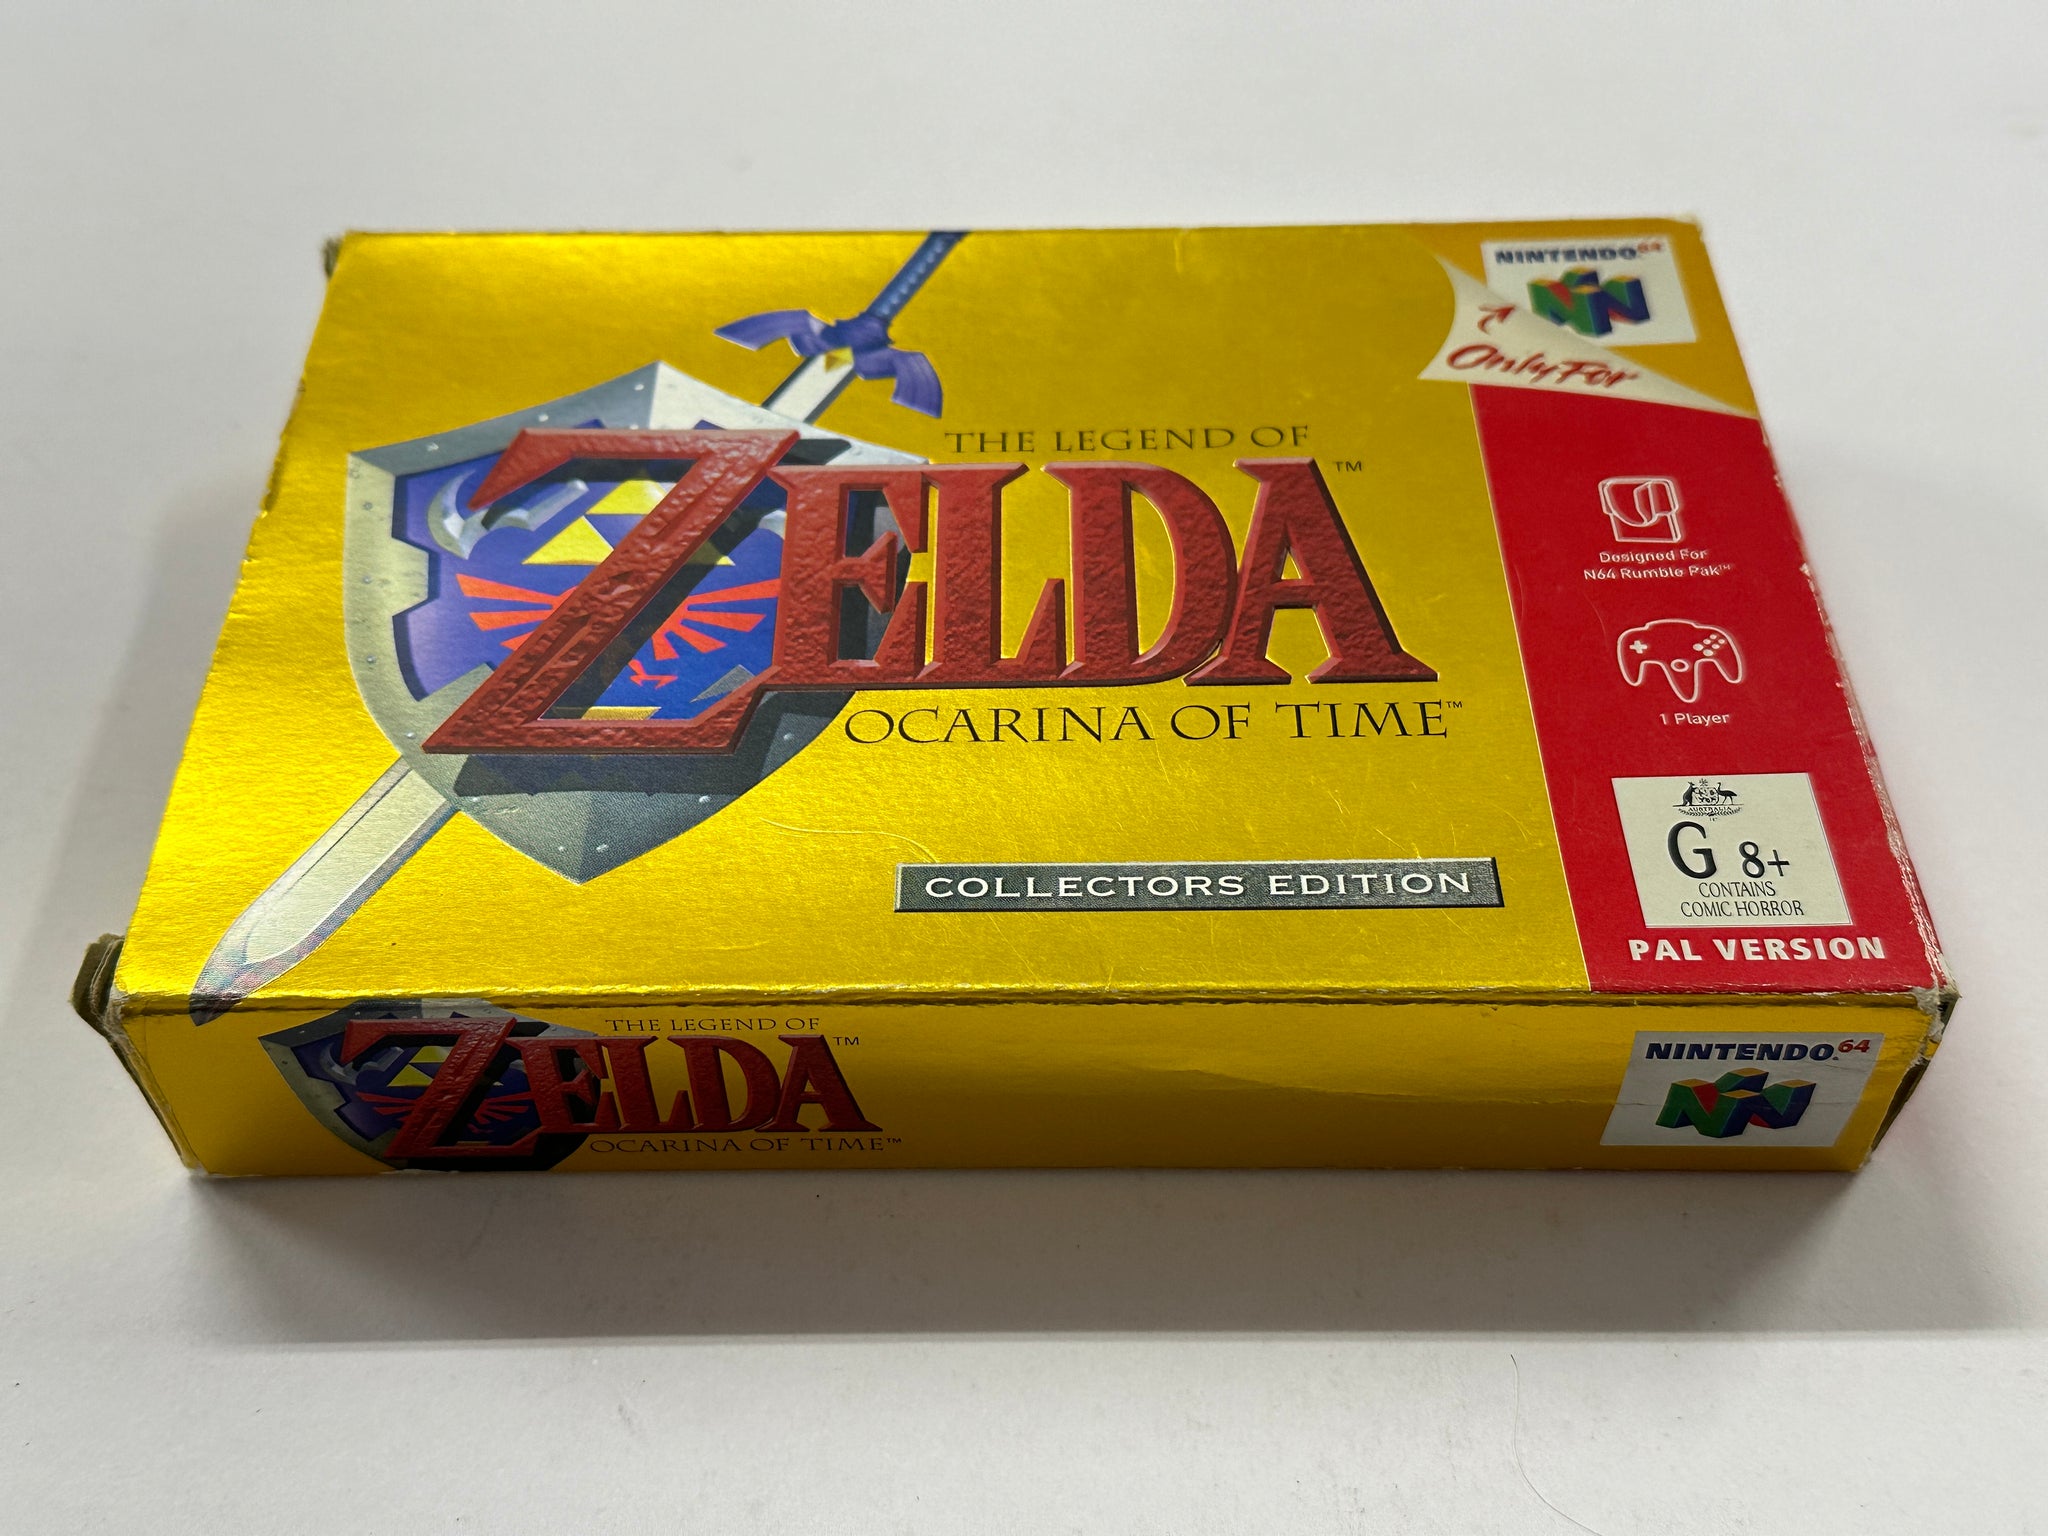 NINTENDO64
Only For
THE LEGEND OF
ZELDA™
OCARINA OF TIME™
COLLECTORS EDITION
Designed For
N64 Rumble Pak™
1 Player
AUSTRALIA
G 8+
CONTAINS
COMIC HORROR
PAL VERSION
THE LEGEND OF
ZELDA™
OCARINA OF TIME™
NINTENDO64